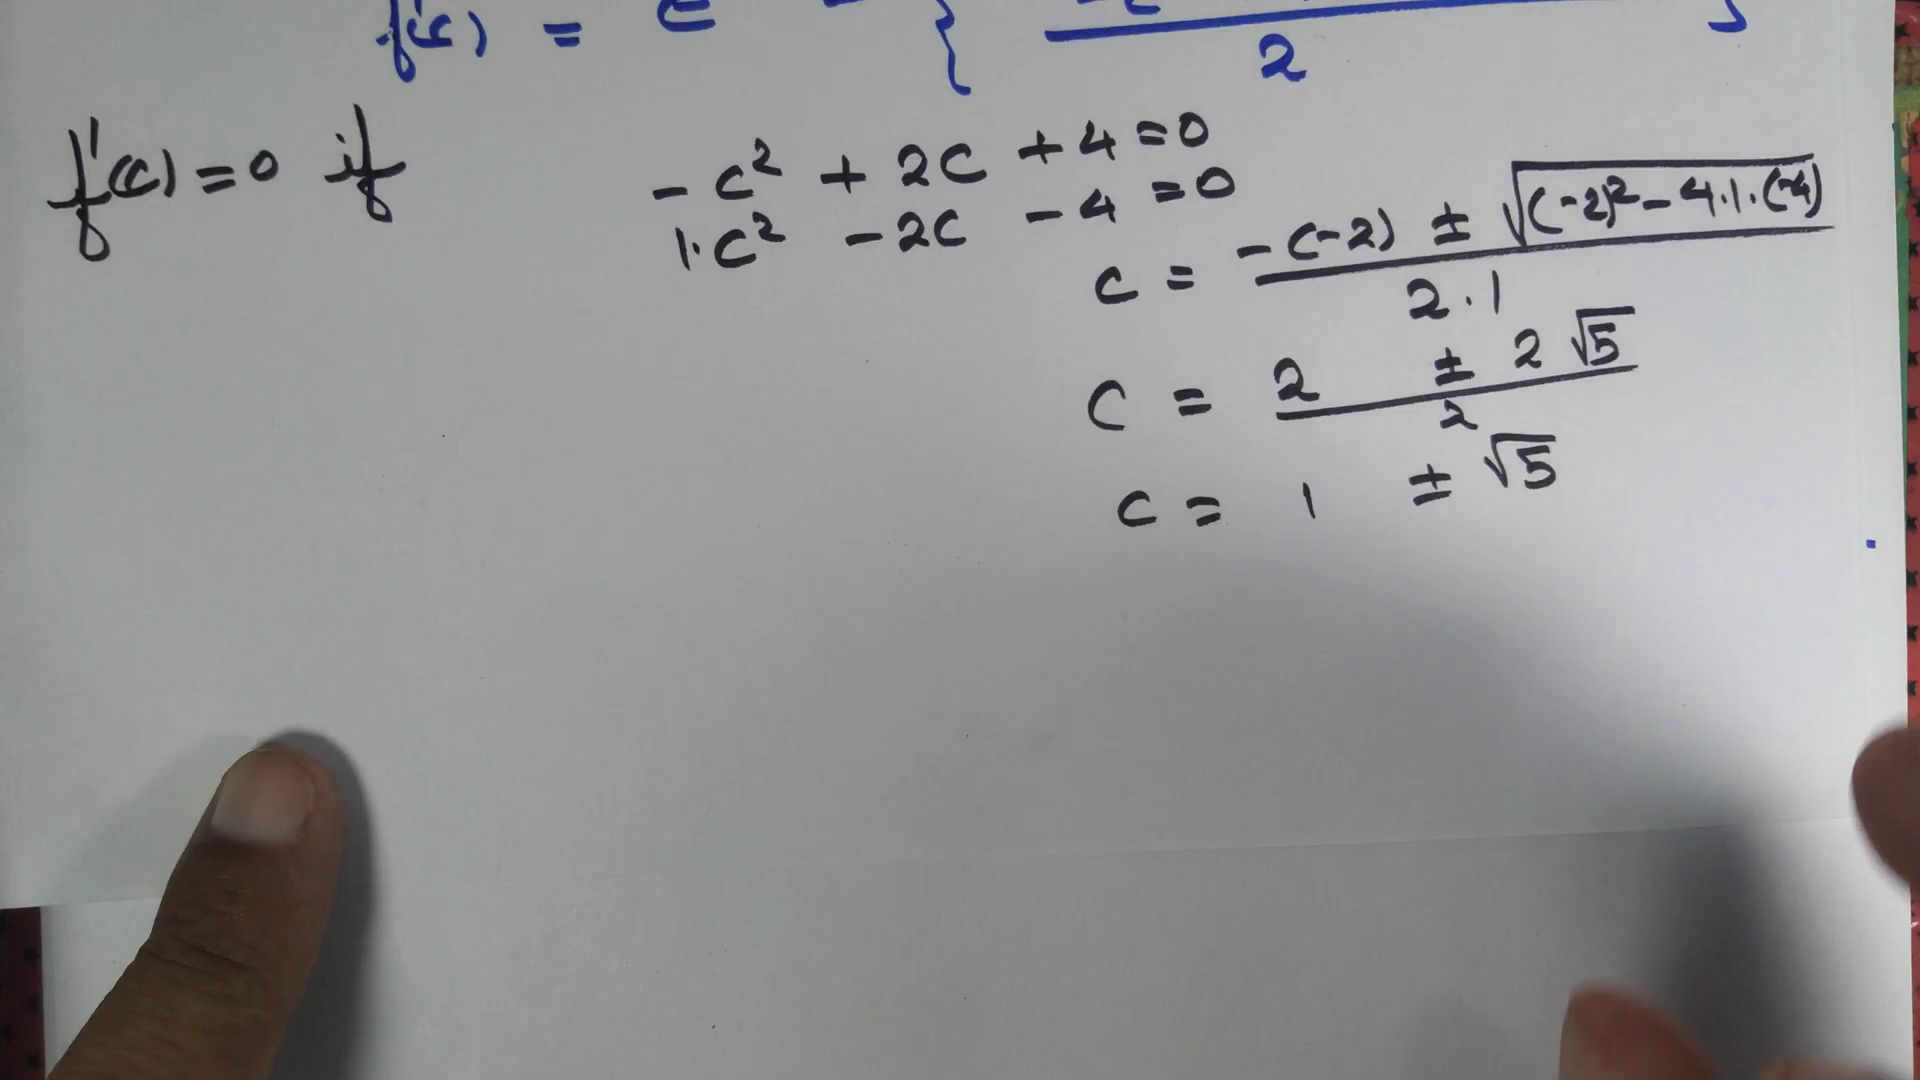 f'(c) = e {
2
f'(c) = 0 if - c² + 2c + 4 = 0
1·c² - 2c - 4 = 0
c = -(-2) ± √(-2)² - 4·1·(-4)
2·1
c = 2 ± 2√5
2
c = 1 ± √5